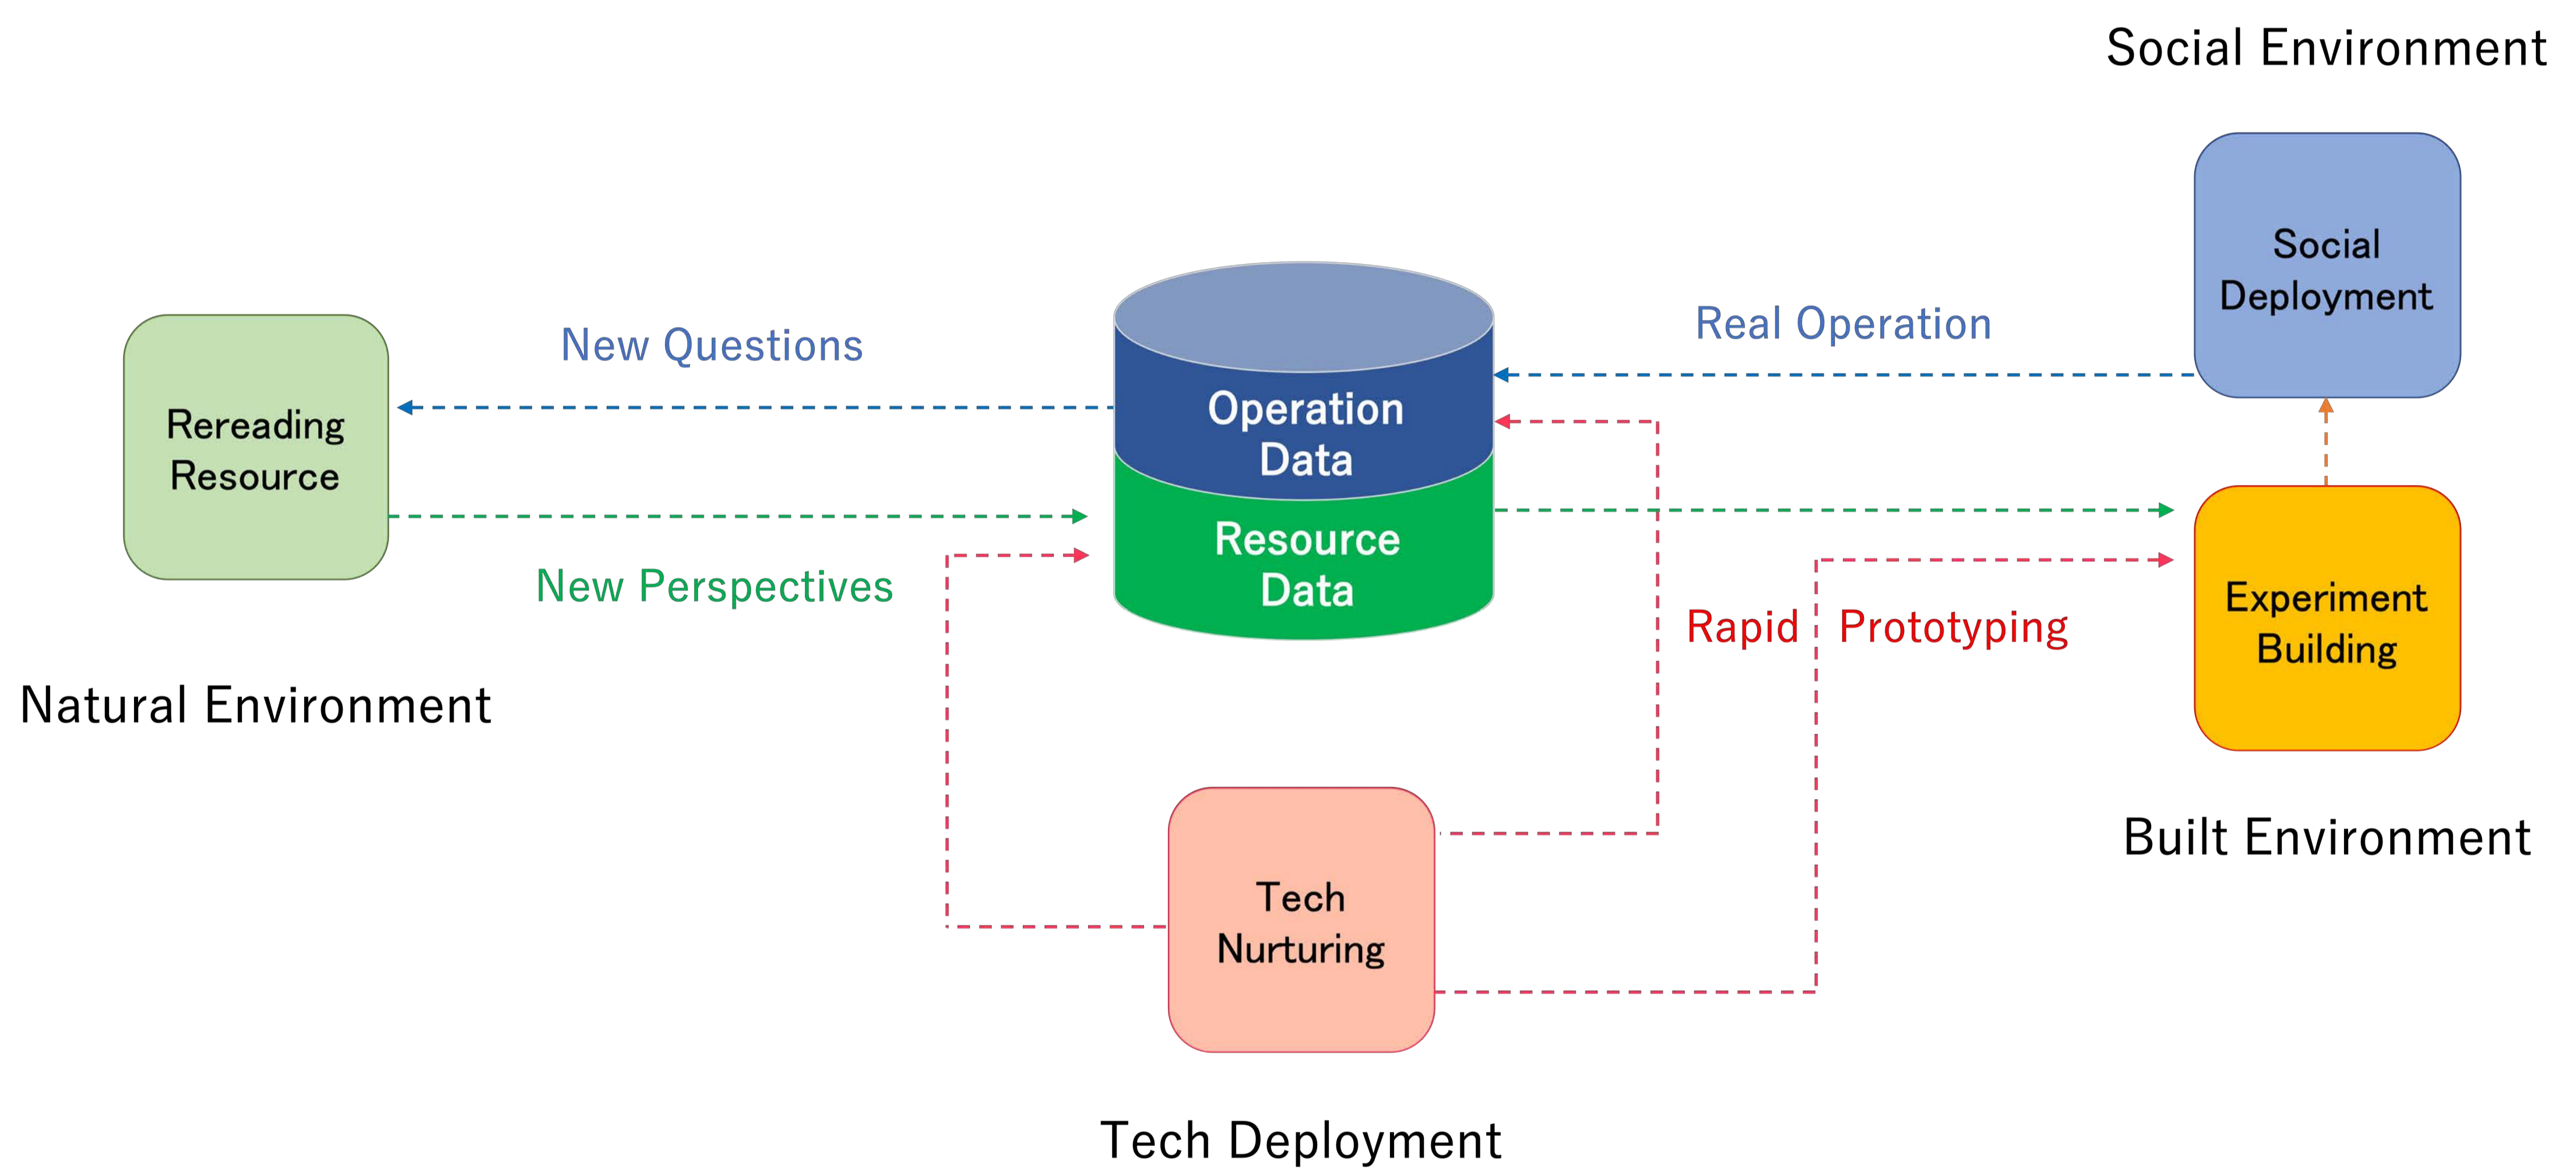 Social Environment
Social
Deployment
Real Operation
New Questions
Operation
Data
Rereading
Resource
Resource
Data
New Perspectives
Experiment
Building
Rapid Prototyping
Natural Environment
Built Environment
Tech
Nurturing
Tech Deployment